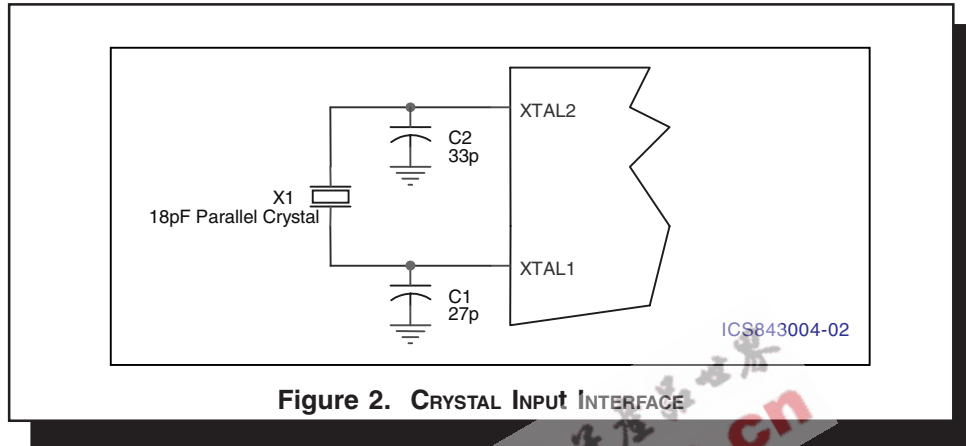 XTAL2
C2
33p
X1
18pF Parallel Crystal
XTAL1
C1
27p
ICS843004-02
Figure 2. CRYSTAL INPUt INTERFACE
.cn